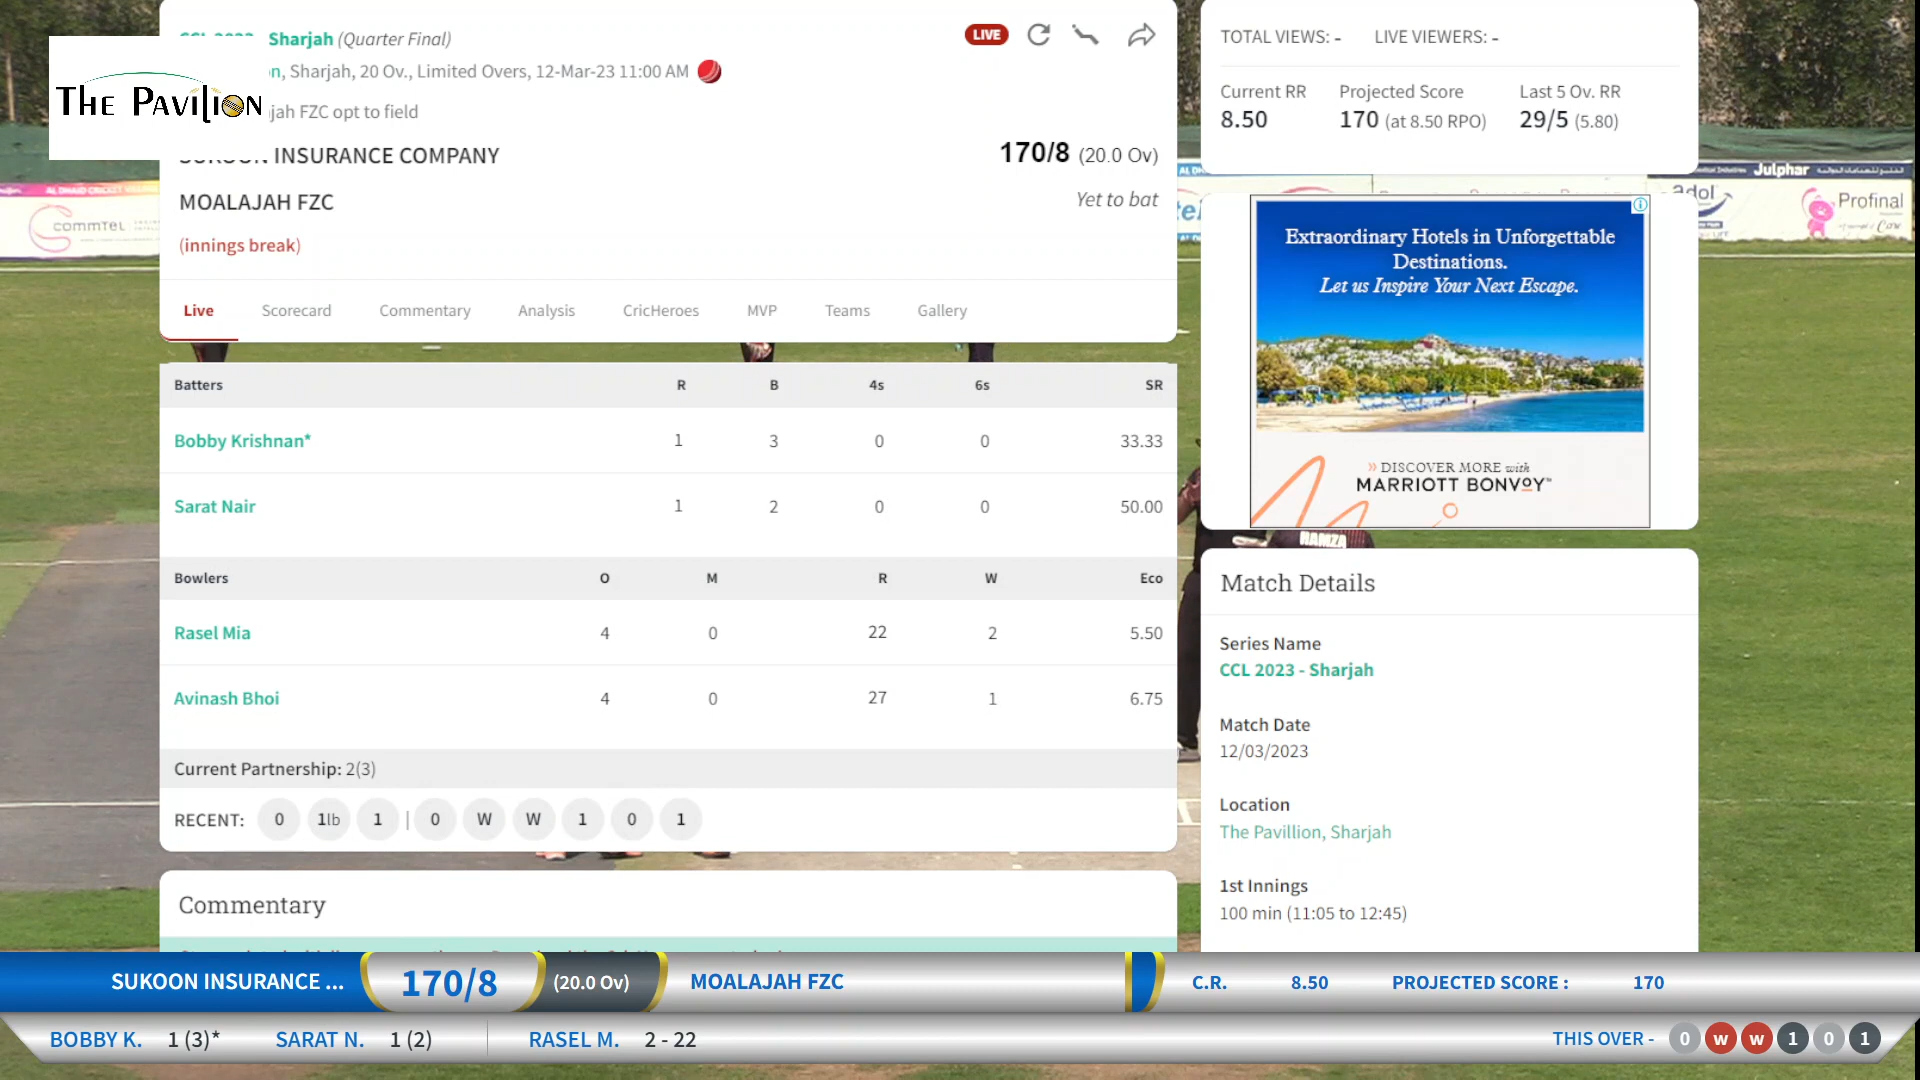 Sharjah (Quarter Final)
LIVE
n, Sharjah, 20 Ov., Limited Overs, 12-Mar-23 11:00 AM
THE PAVILION
jah FZC opt to field
SUKOON INSURANCE COMPANY 170/8 (20.0 Ov)
MOALAJAH FZC Yet to bat
(innings break)
Live Scorecard Commentary Analysis CricHeroes MVP Teams Gallery
Batters R B 4s 6s SR
Bobby Krishnan* 1 3 0 0 33.33
Sarat Nair 1 2 0 0 50.00
Bowlers O M R W Eco
Rasel Mia 4 0 22 2 5.50
Avinash Bhoi 4 0 27 1 6.75
Current Partnership: 2(3)
RECENT: 0 1lb 1 | 0 W W 1 0 1
Commentary
TOTAL VIEWS: - LIVE VIEWERS: -
Current RR Projected Score Last 5 Ov. RR
8.50 170 (at 8.50 RPO) 29/5 (5.80)
Extraordinary Hotels in Unforgettable
Destinations.
Let us Inspire Your Next Escape.
» DISCOVER MORE with
MARRIOTT BONVOY™
RAMZA
Match Details
Series Name
CCL 2023 - Sharjah
Match Date
12/03/2023
Location
The Pavillion, Sharjah
1st Innings
100 min (11:05 to 12:45)
AL DHAID CRICKET VILLAGE
COMMTEL
Julphar
adol
Profinal
SUKOON INSURANCE ... 170/8 (20.0 Ov) MOALAJAH FZC C.R. 8.50 PROJECTED SCORE : 170
BOBBY K. 1 (3)* SARAT N. 1 (2) RASEL M. 2 - 22 THIS OVER - 0 W W 1 0 1